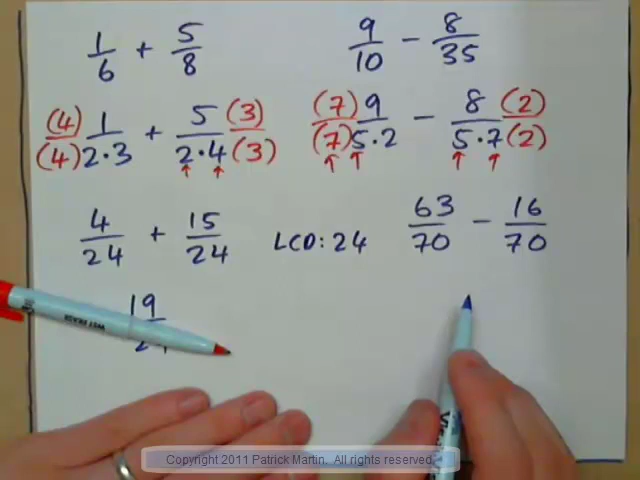 1/6 + 5/8
9/10 - 8/35
(4)/(4) 1/2·3 + 5/2·4 (3)/(3)
(7)/(7) 9/5·2 - 8/5·7 (2)/(2)
4/24 + 15/24
LCD: 24
63/70 - 16/70
19
Copyright 2011 Patrick Martin. All rights reserved.